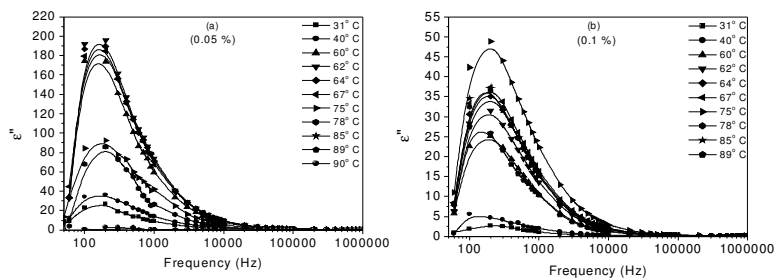 (a)
(0.05 %)
220
200
180
160
140
120
100
80
60
40
20
0
ε"
100
1000
10000
100000
1000000
Frequency (Hz)
31° C
40° C
60° C
62° C
64° C
67° C
75° C
78° C
85° C
89° C
90° C
(b)
(0.1 %)
55
50
45
40
35
30
25
20
15
10
5
0
ε"
100
1000
10000
100000
1000000
Frequency (Hz)
31° C
40° C
60° C
62° C
64° C
67° C
75° C
78° C
85° C
89° C